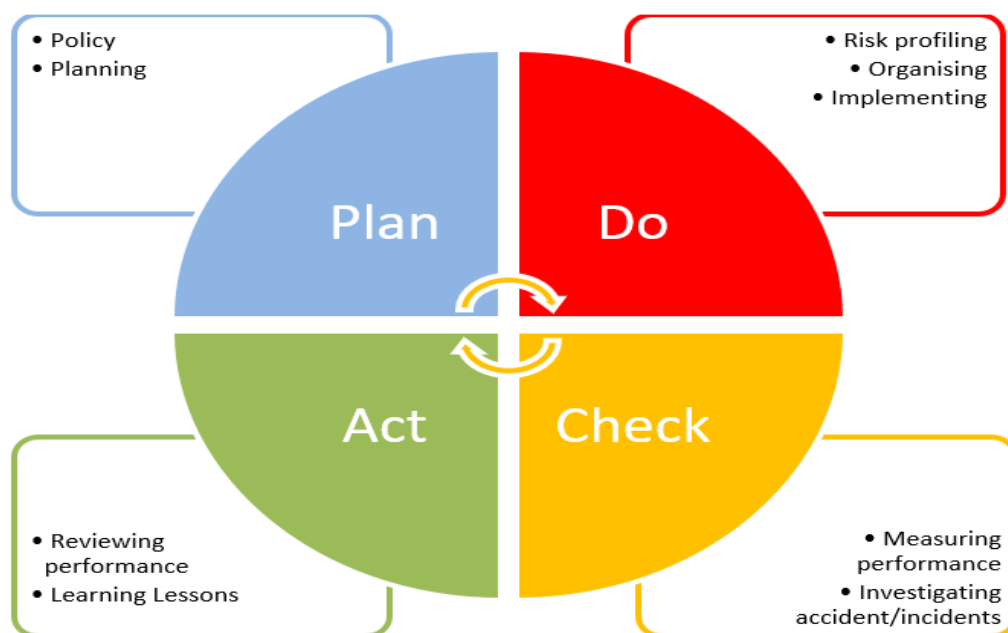 • Policy
• Planning
• Risk profiling
• Organising
• Implementing
Plan
Do
Act
Check
• Reviewing
performance
• Learning Lessons
• Measuring
performance
• Investigating
accident/incidents